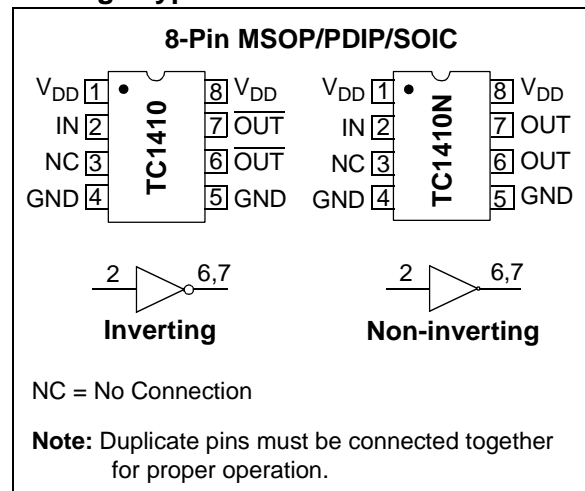 8-Pin MSOP/PDIP/SOIC
VDD 1 8 VDD
IN 2 7 OUT
NC 3 6 OUT
GND 4 5 GND
TC1410
VDD 1 8 VDD
IN 2 7 OUT
NC 3 6 OUT
GND 4 5 GND
TC1410N
2 6,7
Inverting
2 6,7
Non-inverting
NC = No Connection
Note: Duplicate pins must be connected together
for proper operation.